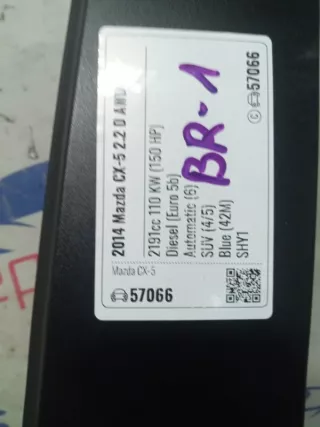 2014 Mazda CX-5 2.2 D AWD
2191cc 110 KW (150 HP)
Diesel (Euro 5b)
Automatic (6)
SUV (4/5)
Blue (42M)
SHY1
Mazda CX-5
57066
BR-1
C 57066